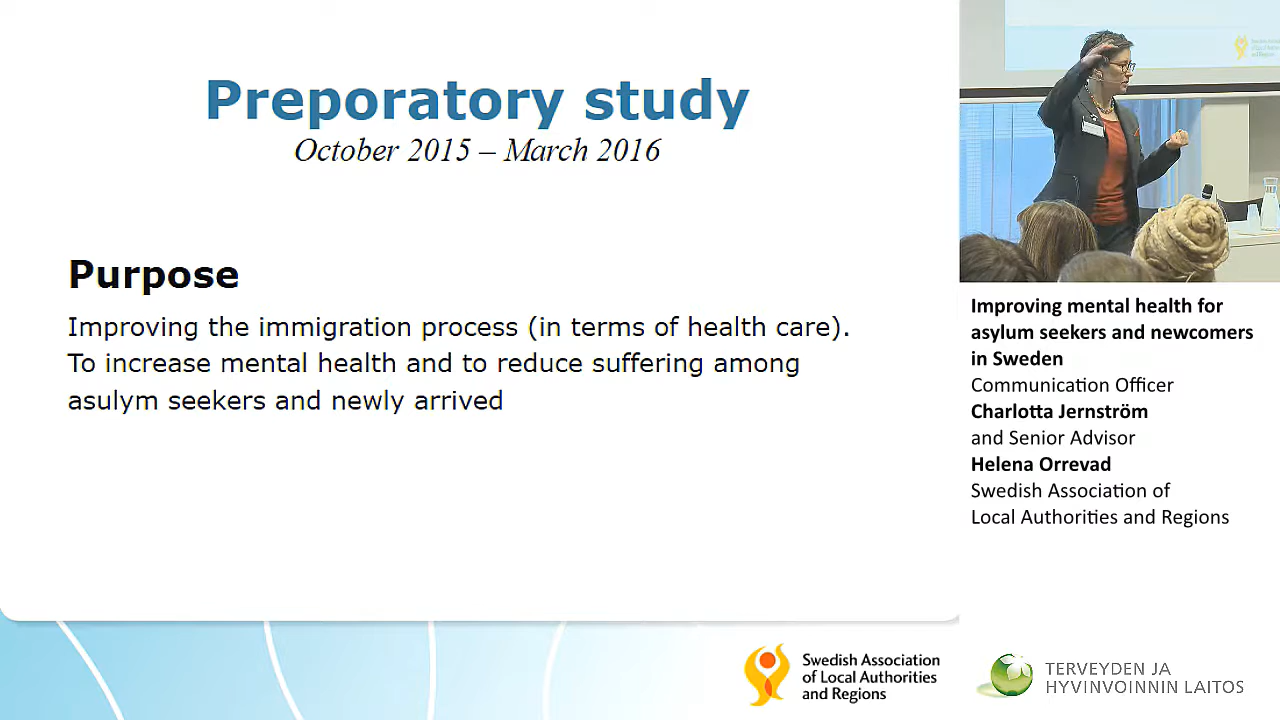 Preporatory study
October 2015 – March 2016
Purpose
Improving the immigration process (in terms of health care).
To increase mental health and to reduce suffering among
asulym seekers and newly arrived
Swedish Association
of Local Authorities
and Regions
Improving mental health for
asylum seekers and newcomers
in Sweden
Communication Officer
Charlotta Jernström
and Senior Advisor
Helena Orrevad
Swedish Association of
Local Authorities and Regions
TERVEYDEN JA
HYVINVOINNIN LAITOS